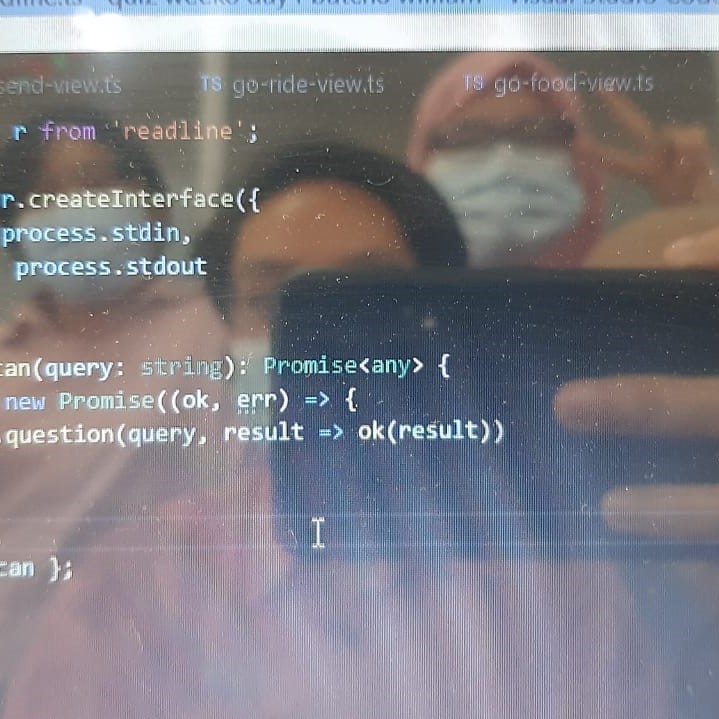 send-view.ts TS go-ride-view.ts TS go-food-view.ts
r from 'readline';
r.createInterface({
process.stdin,
process.stdout
can(query: string): Promise<any> {
new Promise((ok, err) => {
.question(query, result => ok(result))
can };